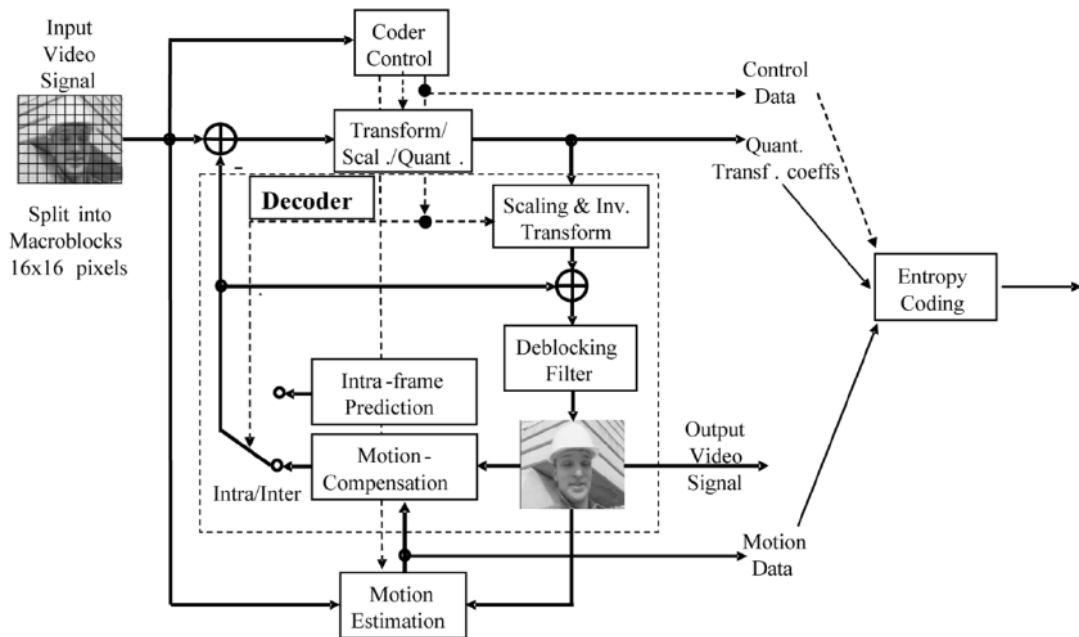 Input
Video
Signal
Split into
Macroblocks
16x16 pixels
Coder
Control
Transform/
Scal ./Quant .
Decoder
Scaling & Inv.
Transform
Deblocking
Filter
Intra -frame
Prediction
Motion -
Compensation
Intra/Inter
Motion
Estimation
Control
Data
Quant.
Transf . coeffs
Entropy
Coding
Output
Video
Signal
Motion
Data